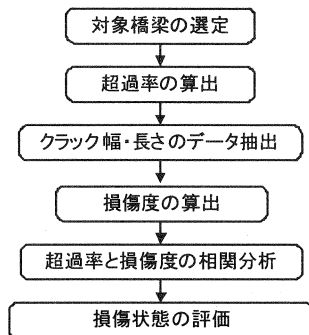 対象橋梁の選定
超過率の算出
クラック幅・長さのデータ抽出
損傷度の算出
超過率と損傷度の相関分析
損傷状態の評価